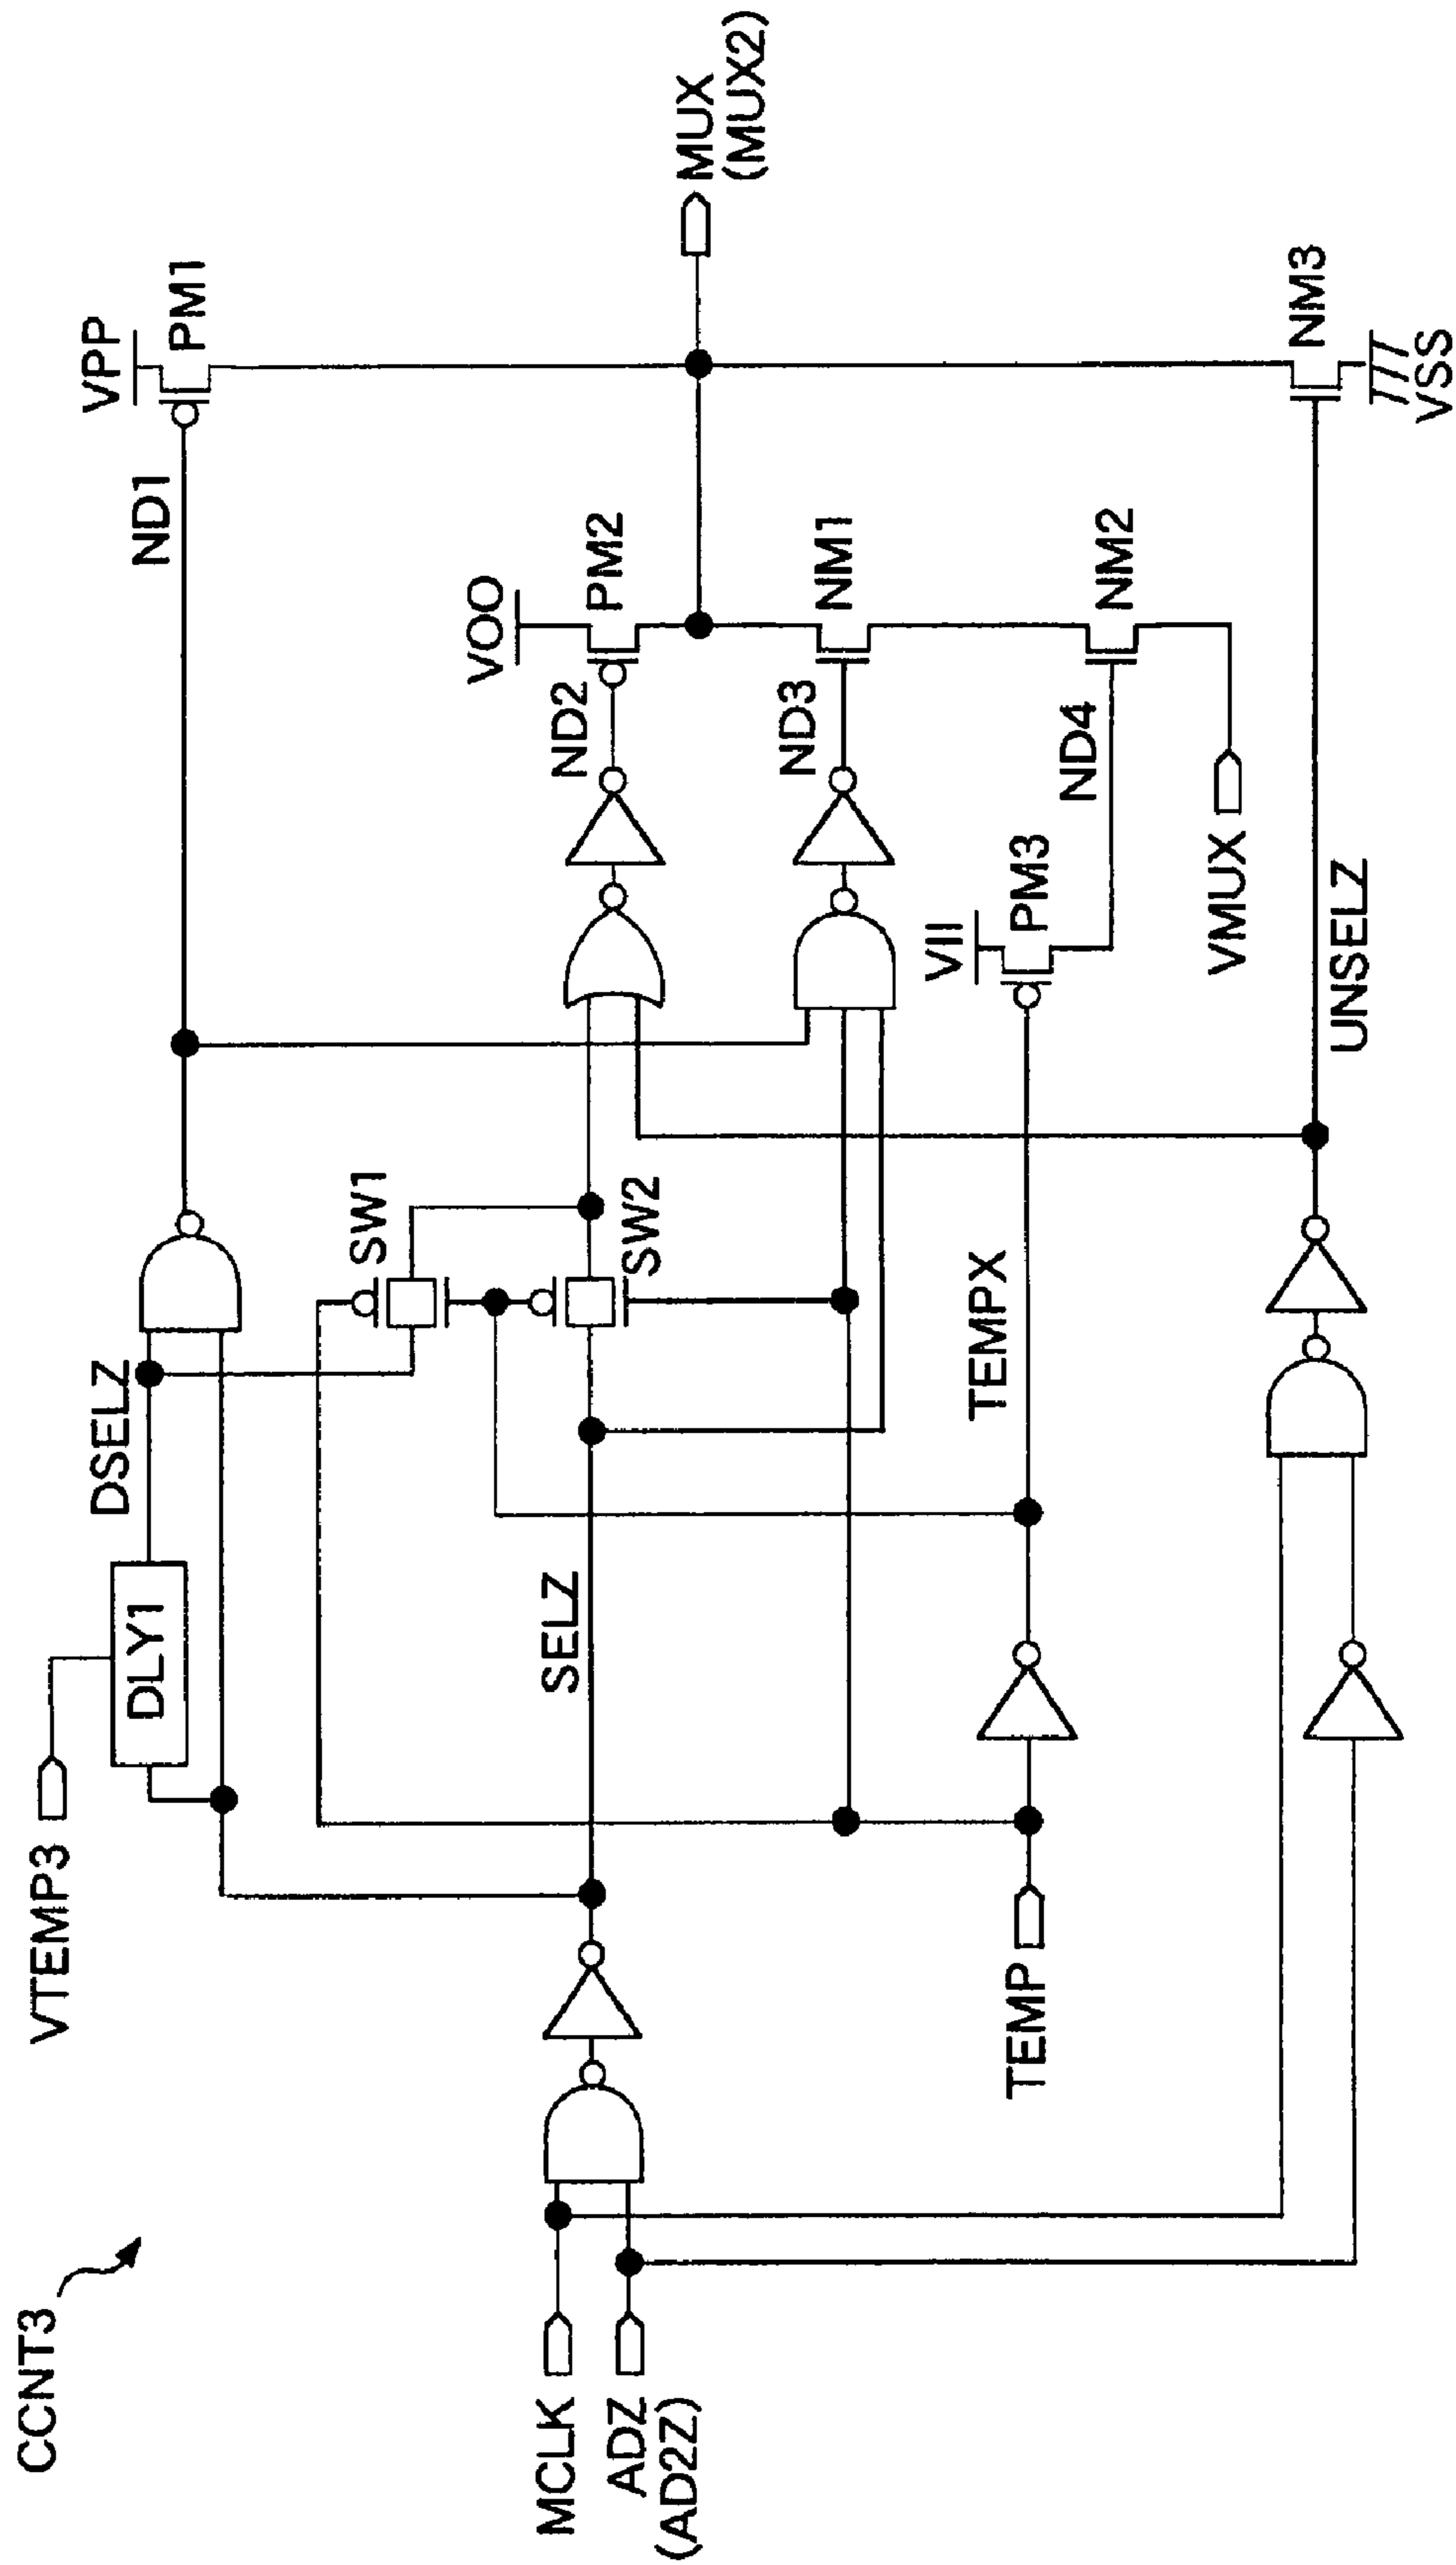 CCNT3
VTEMP3
DLY1
DSELZ
ND1
VPP
PM1
SW1
SELZ
SW2
VOO
PM2
ND2
MUX
(MUX2)
ND3
NM1
MCLK
ADZ
(AD2Z)
TEMP
TEMPX
VII
PM3
ND4
NM2
VMUX
UNSELZ
NM3
VSS